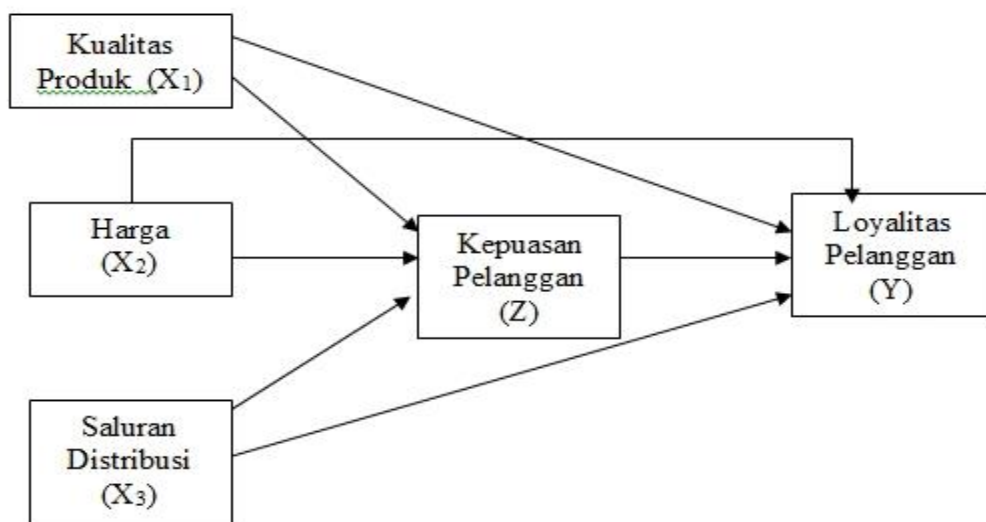 Kualitas
Produk (X₁)
Harga
(X₂)
Kepuasan
Pelanggan
(Z)
Loyalitas
Pelanggan
(Y)
Saluran
Distribusi
(X₃)